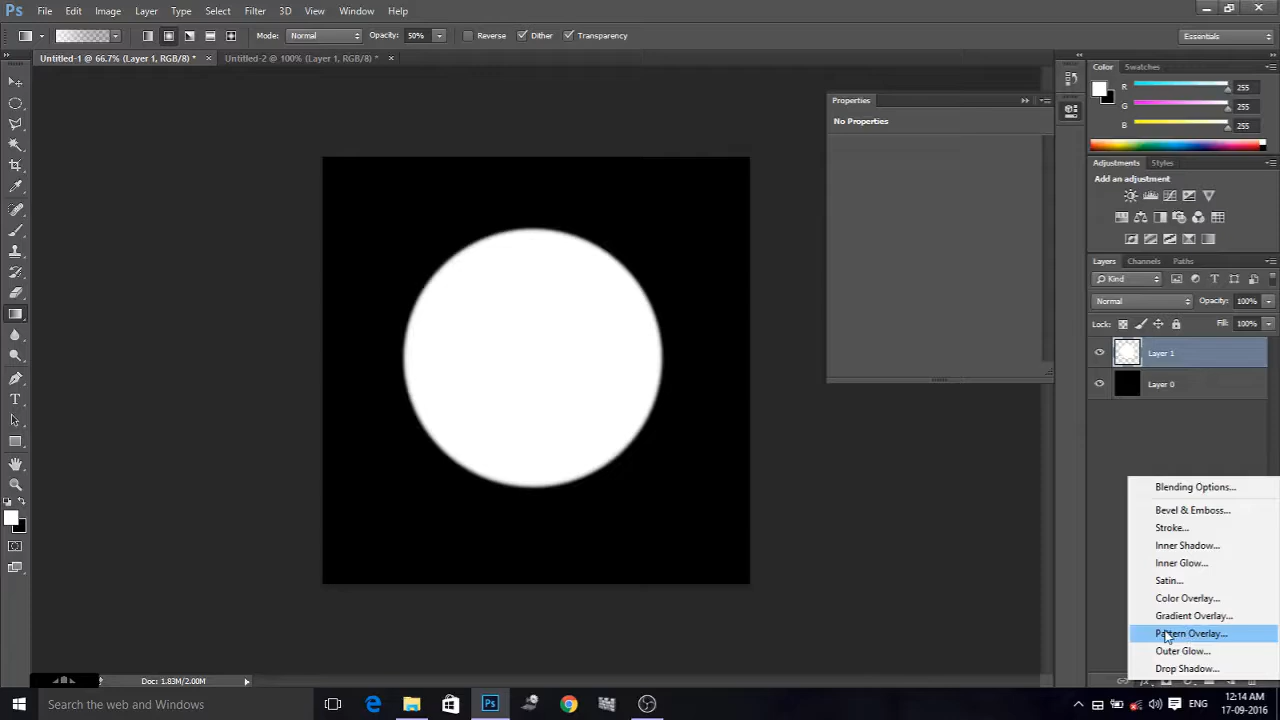 Ps File Edit Image Layer Type Select Filter 3D View Window Help
Mode: Normal Opacity: 50% Reverse Dither Transparency Essentials
Untitled-1 @ 66.7% (Layer 1, RGB/8) * × Untitled-2 @ 100% (Layer 1, RGB/8) * ×
Color Swatches
R 255
G 255
B 255
Properties
No Properties
Adjustments Styles
Add an adjustment
Layers Channels Paths
Kind
Normal Opacity: 100%
Lock: Fill: 100%
Layer 1
Layer 0
Blending Options...
Bevel & Emboss...
Stroke...
Inner Shadow...
Inner Glow...
Satin...
Color Overlay...
Gradient Overlay...
Pattern Overlay...
Outer Glow...
Drop Shadow...
Doc: 1.83M/2.00M
Search the web and Windows
Ps
ENG
12:14 AM
17-09-2016